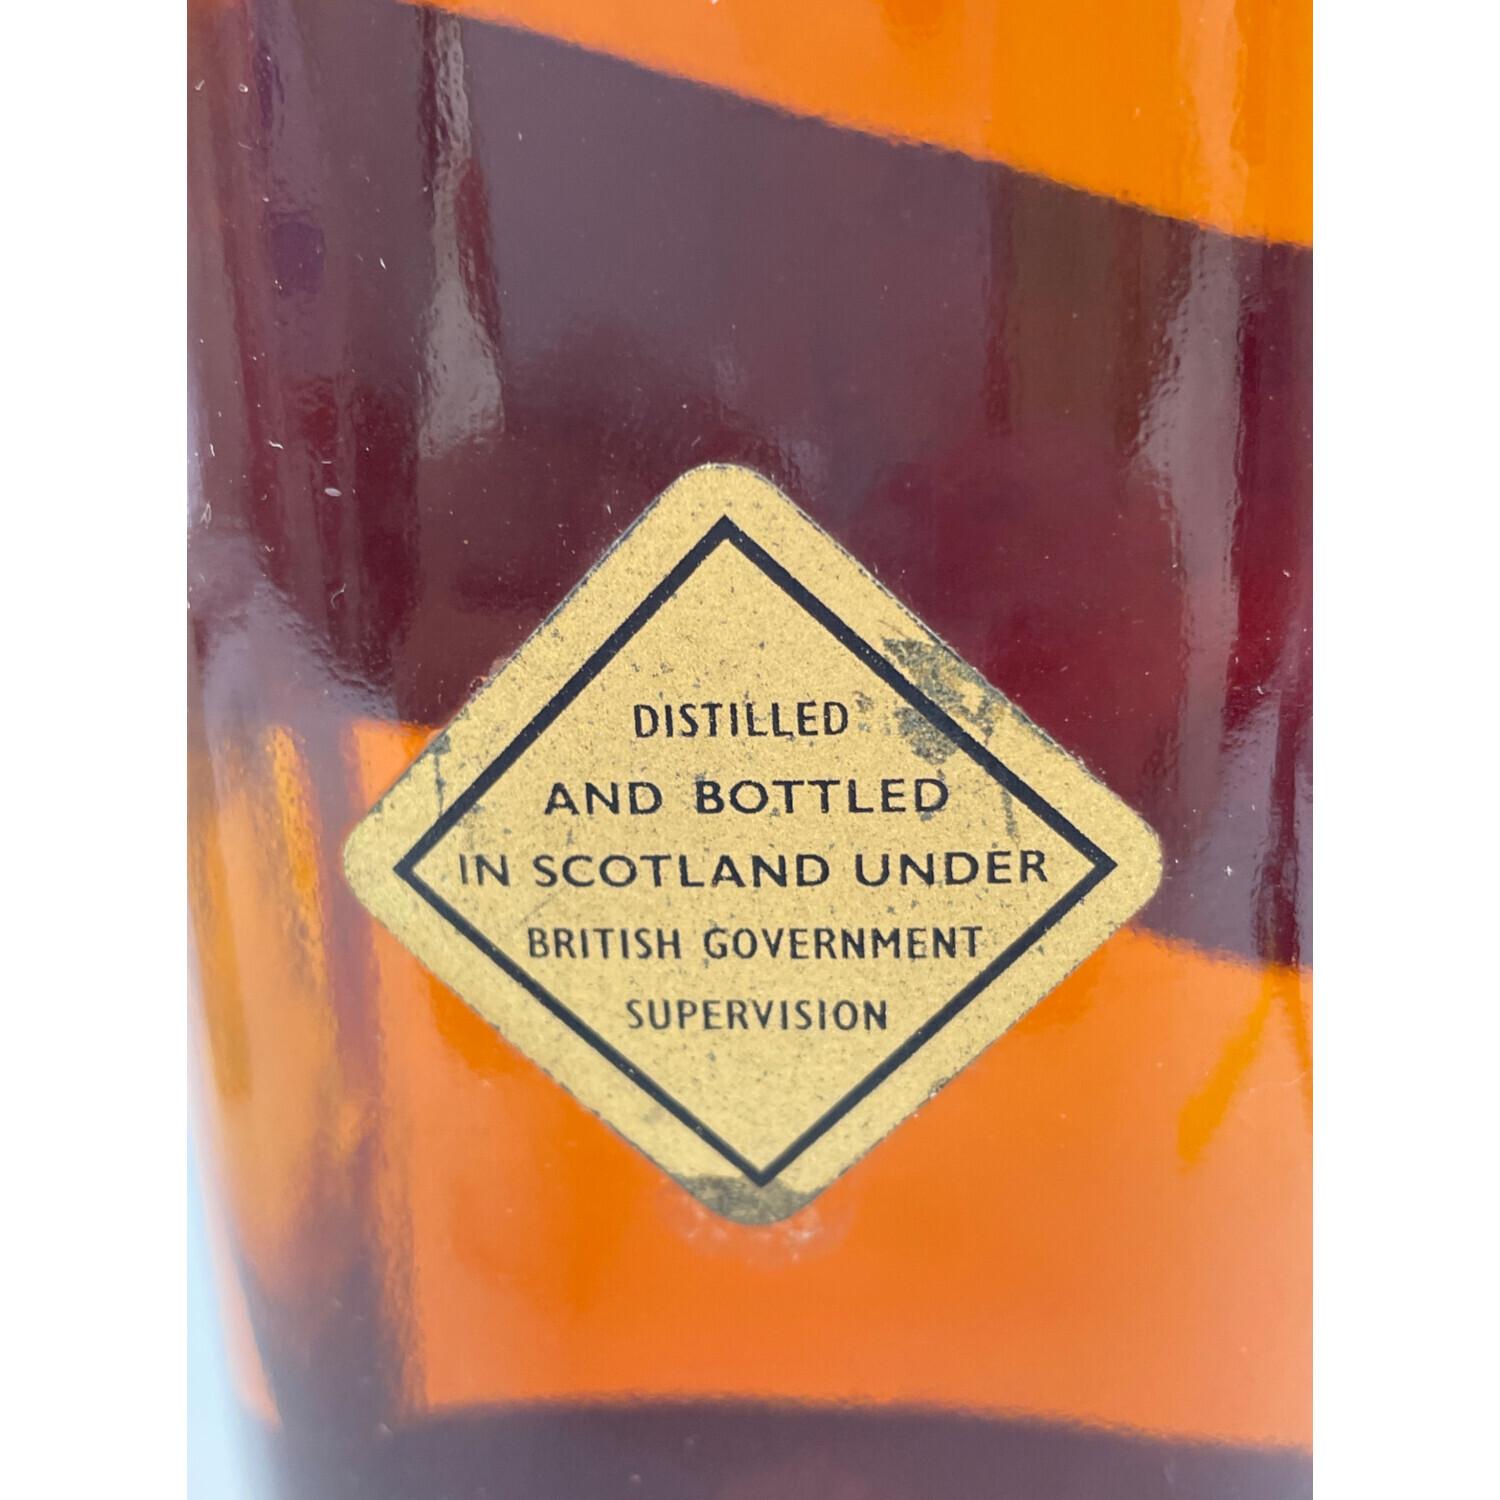 DISTILLED
AND BOTTLED
IN SCOTLAND UNDER
BRITISH GOVERNMENT
SUPERVISION